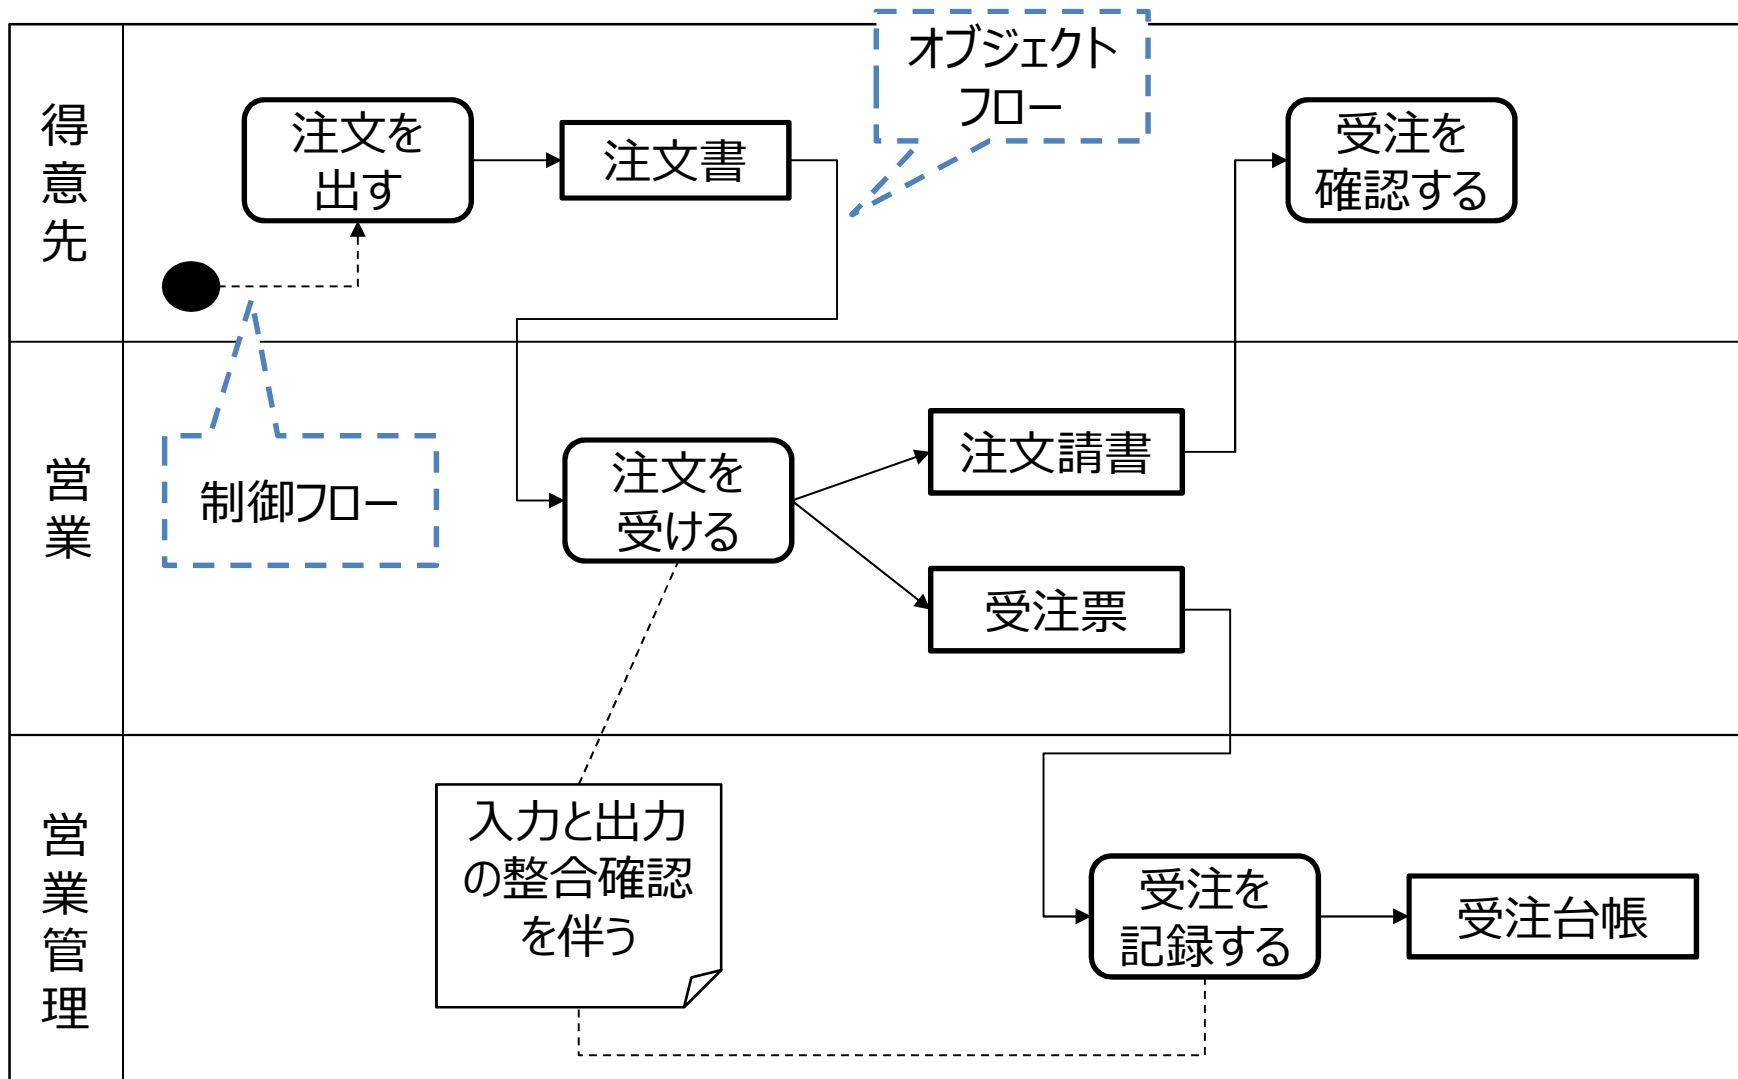 得意先
注文を
出す
注文書
オブジェクト
フロー
受注を
確認する
営業
制御フロー
注文を
受ける
注文請書
受注票
営業管理
入力と出力
の整合確認
を伴う
受注を
記録する
受注台帳